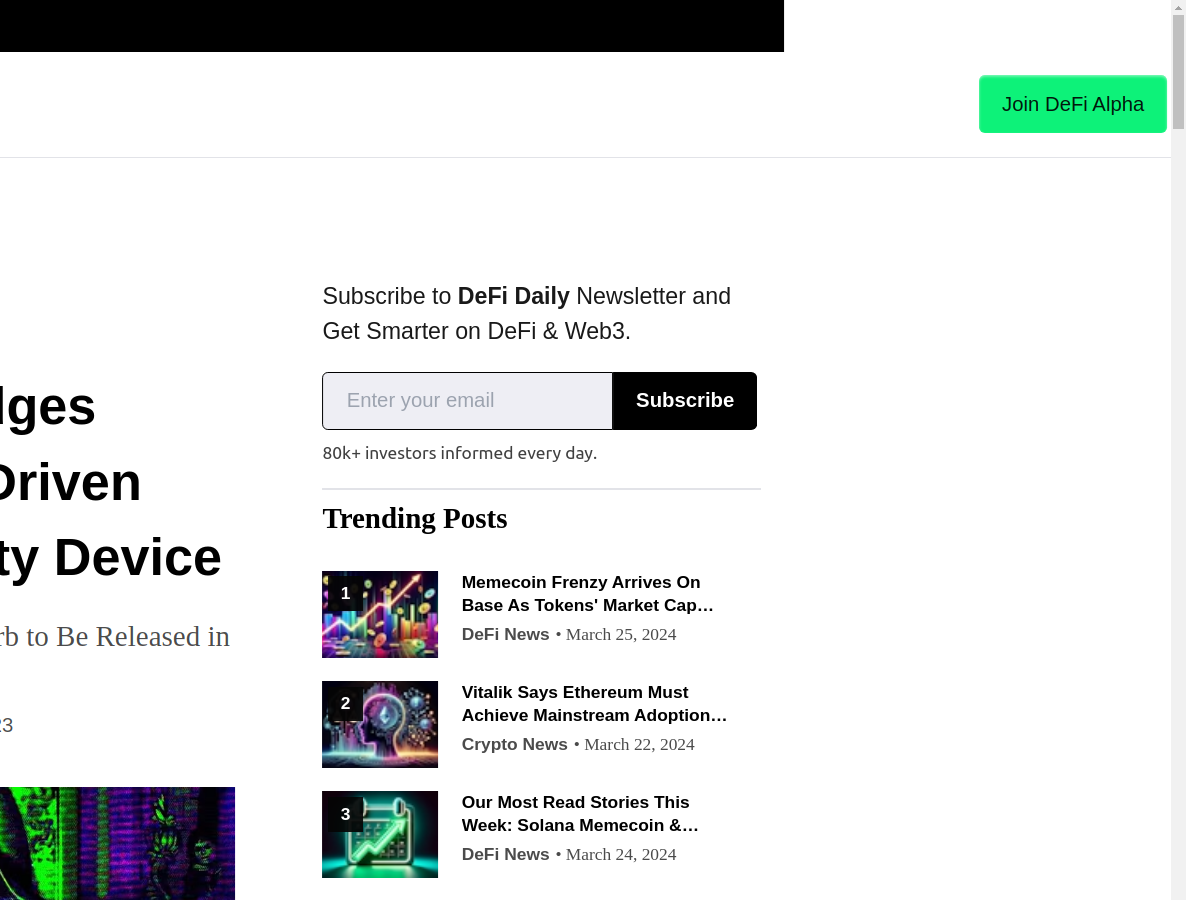 Join DeFi Alpha
Subscribe to DeFi Daily Newsletter and
Get Smarter on DeFi & Web3.
Enter your email
Subscribe
80k+ investors informed every day.
Driven
ty Device
rb to Be Released in
Trending Posts
1
Memecoin Frenzy Arrives On
Base As Tokens' Market Cap…
DeFi News • March 25, 2024
2
Vitalik Says Ethereum Must
Achieve Mainstream Adoption…
Crypto News • March 22, 2024
3
Our Most Read Stories This
Week: Solana Memecoin &…
DeFi News • March 24, 2024